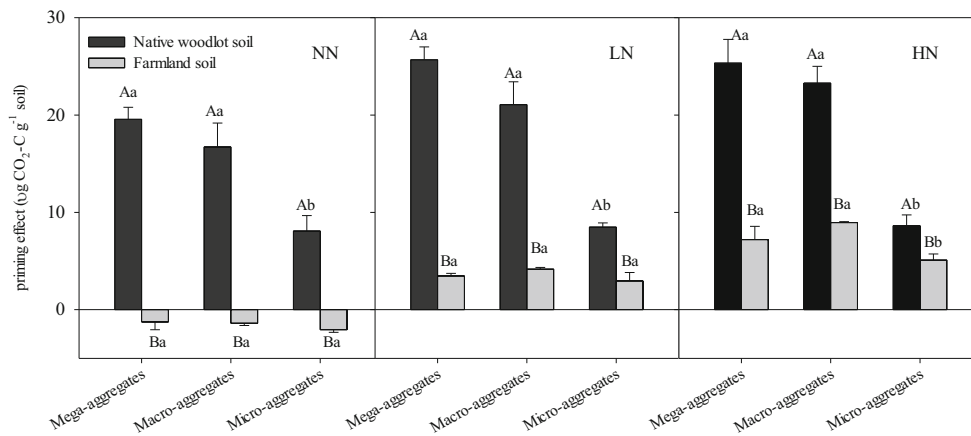 30
20
10
0
priming effect (υg CO₂-C g⁻¹ soil)
Native woodlot soil
Farmland soil
NN
LN
HN
Aa
Aa
Ab
Ba
Ba
Ba
Aa
Aa
Ab
Ba
Ba
Ba
Aa
Aa
Ab
Ba
Ba
Bb
Mega-aggregates
Macro-aggregates
Micro-aggregates
Mega-aggregates
Macro-aggregates
Micro-aggregates
Mega-aggregates
Macro-aggregates
Micro-aggregates